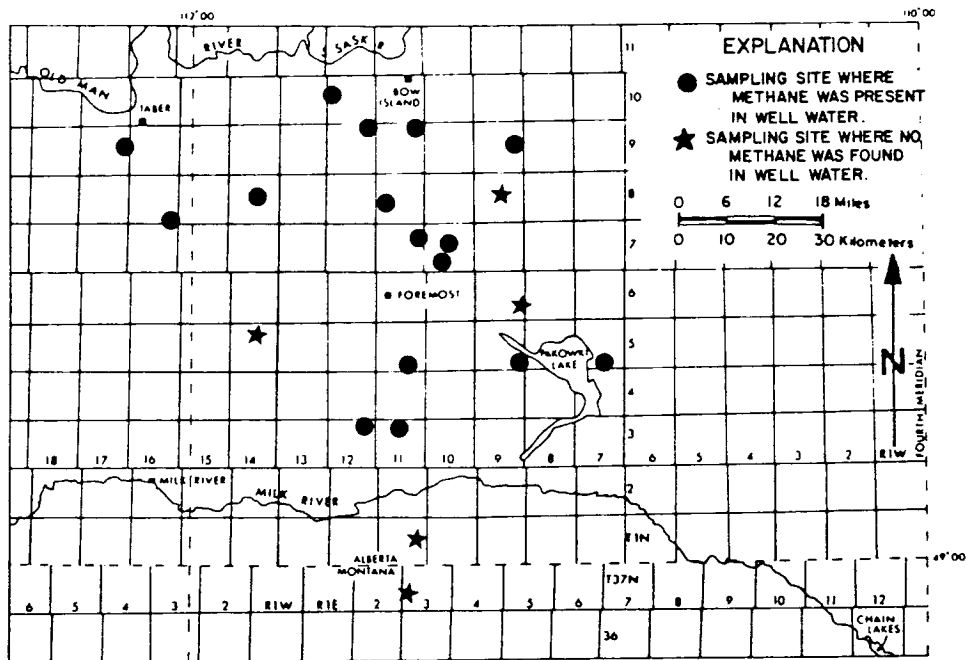 112°00
110°00
RIVER
S SASK R
11
EXPLANATION
OLD MAN
TABER
BOW
ISLAND
10
SAMPLING SITE WHERE
METHANE WAS PRESENT
IN WELL WATER.
9
SAMPLING SITE WHERE NO
METHANE WAS FOUND
IN WELL WATER.
8
0 6 12 18 Miles
0 10 20 30 Kilometers
7
FOREMOST
6
N
5
PAKOWKI
LAKE
4
FOURTH MERIDIAN
3
18 17 16 15 14 13 12 11 10 9 8 7 6 5 4 3 2 R1W
MILK RIVER
MILK RIVER
2
T1N
49°00
ALBERTA
MONTANA
T37N
6 5 4 3 2 R1W R1E 2 3 4 5 6 7 8 9 10 11 12
36
CHAIN
LAKES